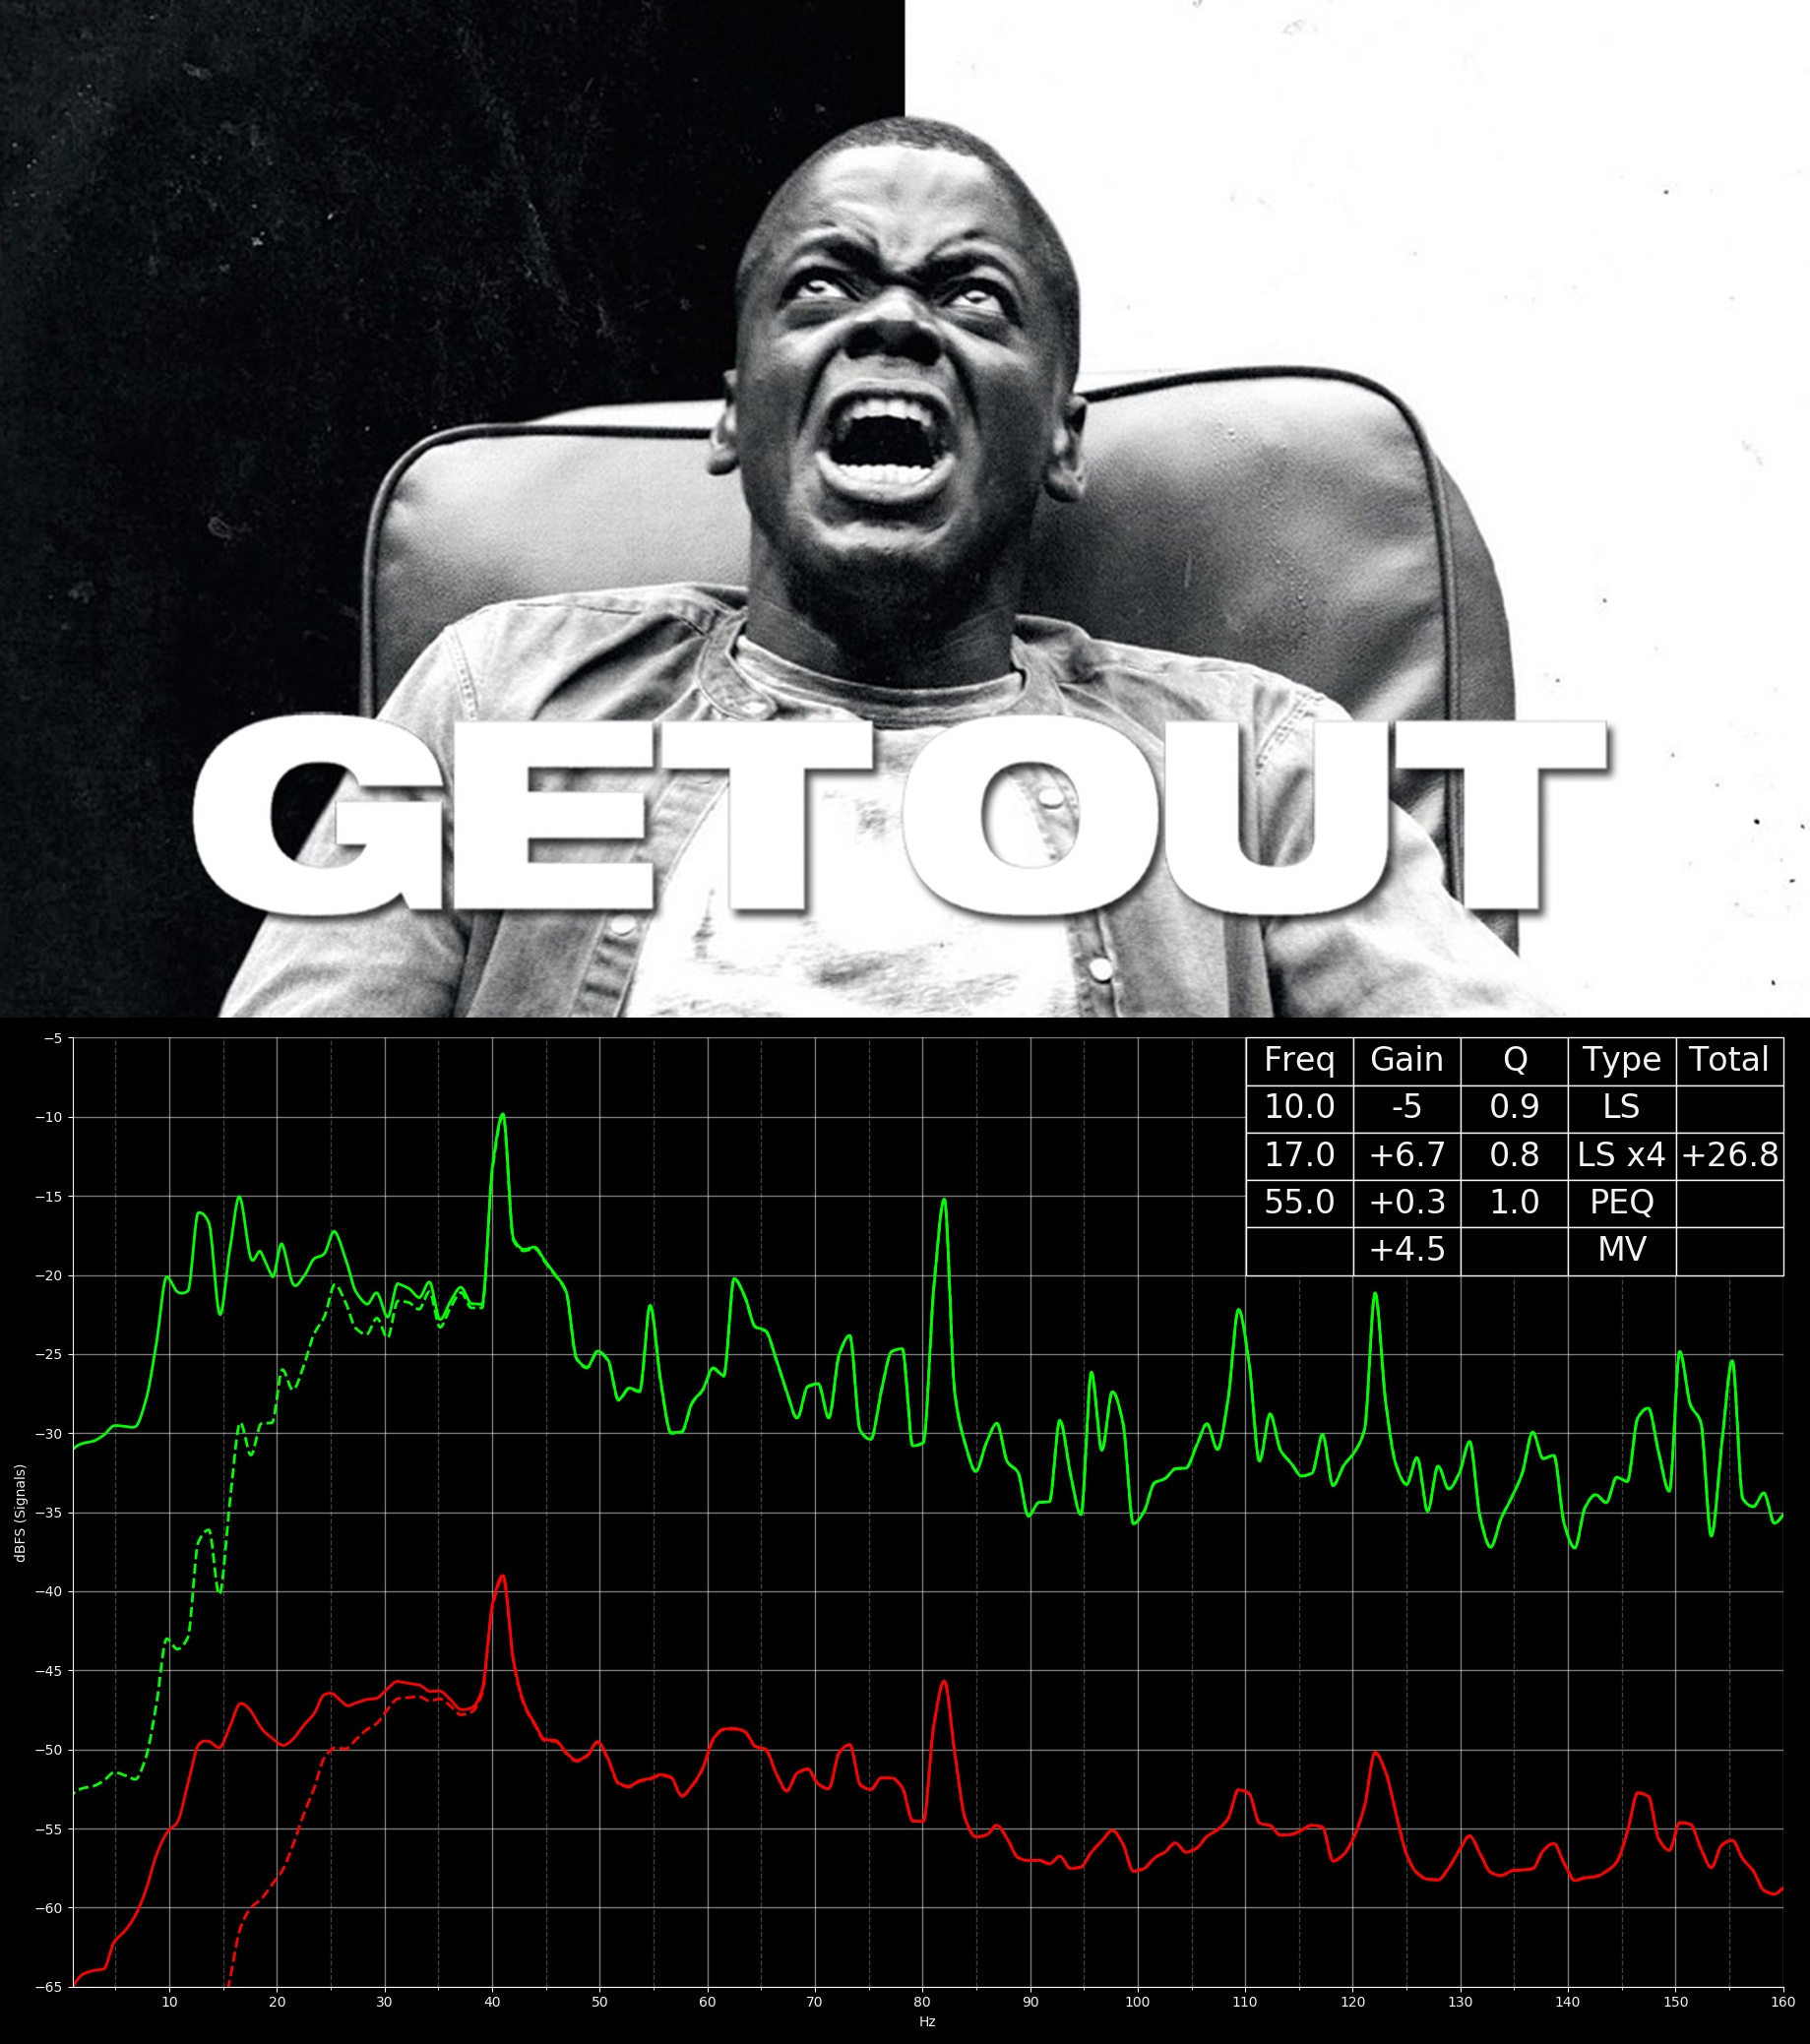 GET OUT
Freq Gain Q Type Total
10.0 -5 0.9 LS
17.0 +6.7 0.8 LS x4 +26.8
55.0 +0.3 1.0 PEQ
+4.5 MV
−5
−10
−15
−20
−25
−30
−35
−40
−45
−50
−55
−60
−65
dBFS (Signals)
10 20 30 40 50 60 70 80 90 100 110 120 130 140 150 160
Hz